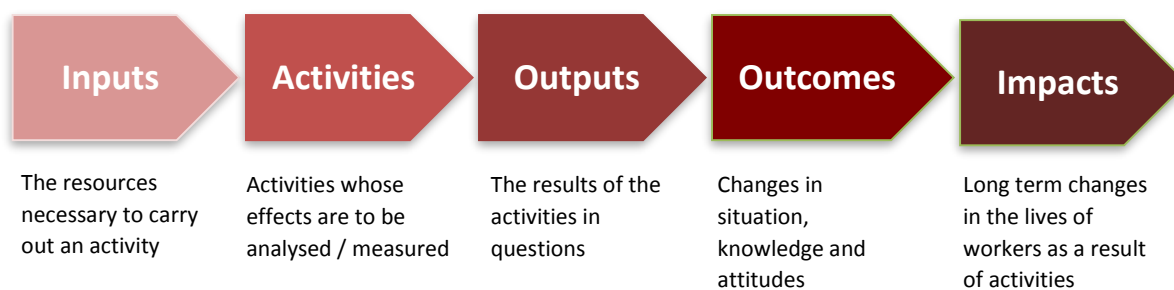 Inputs
Activities
Outputs
Outcomes
Impacts
The resources
necessary to carry
out an activity
Activities whose
effects are to be
analysed / measured
The results of the
activities in
questions
Changes in
situation,
knowledge and
attitudes
Long term changes
in the lives of
workers as a result
of activities